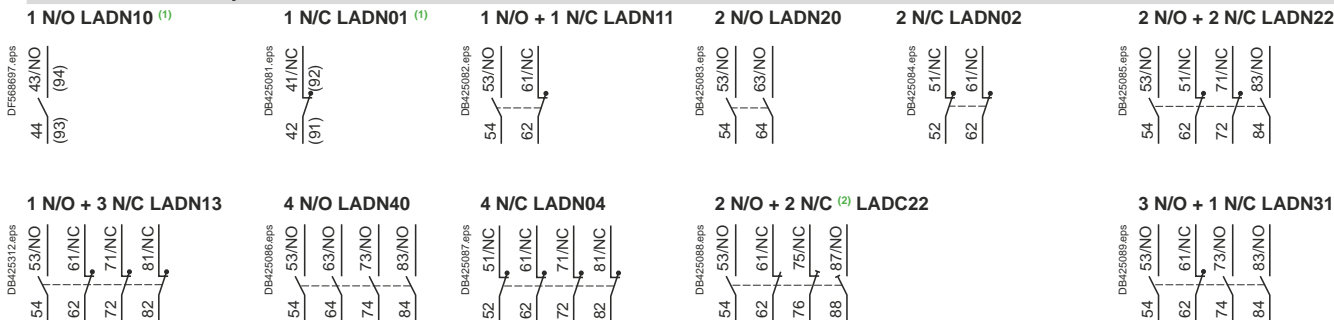 1 N/O LADN10 (1)
1 N/C LADN01 (1)
1 N/O + 1 N/C LADN11
2 N/O LADN20
2 N/C LADN02
2 N/O + 2 N/C LADN22
DF568697.eps
43/NO
(94)
44
(93)
DB425081.eps
41/NC
(92)
42
(91)
DB425082.eps
53/NO
61/NC
54
62
DB425083.eps
53/NO
63/NO
54
64
DB425084.eps
51/NC
61/NC
52
62
DB425085.eps
53/NO
51/NC
71/NC
83/NO
54
62
72
84
1 N/O + 3 N/C LADN13
4 N/O LADN40
4 N/C LADN04
2 N/O + 2 N/C (2) LADC22
3 N/O + 1 N/C LADN31
DB425312.eps
53/NO
61/NC
71/NC
81/NC
54
62
72
82
DB425086.eps
53/NO
63/NO
73/NO
83/NO
54
64
74
84
DB425087.eps
51/NC
61/NC
71/NC
81/NC
52
62
72
82
DB425088.eps
53/NO
61/NC
75/NC
87/NO
54
62
76
88
DB425089.eps
53/NO
61/NC
73/NO
83/NO
54
62
74
84